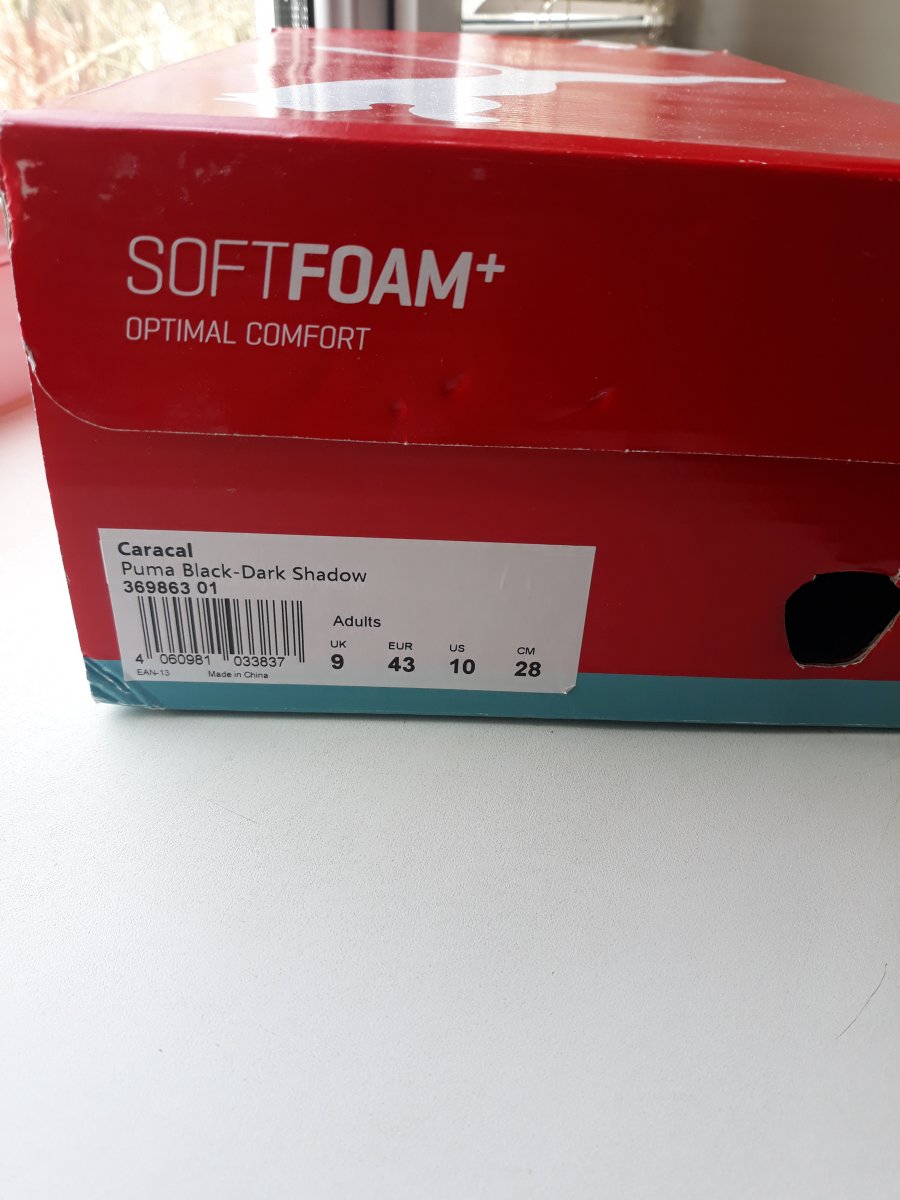 SOFTFOAM+
OPTIMAL COMFORT
Caracal
Puma Black-Dark Shadow
369863 01
Adults
UK EUR US CM
9 43 10 28
4 060981 033837
EAN-13 Made in China